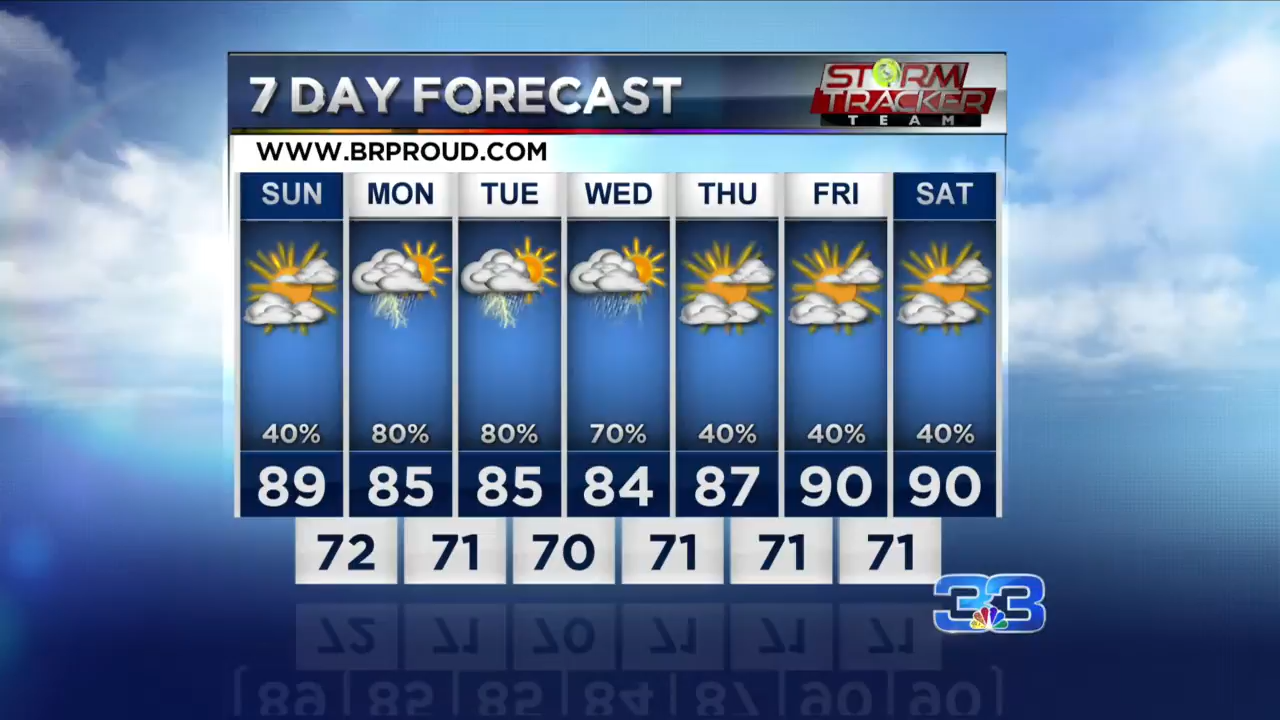 7 DAY FORECAST
STORM
TRACKER
TEAM
WWW.BRPROUD.COM
SUN MON TUE WED THU FRI SAT
40% 80% 80% 70% 40% 40% 40%
89 85 85 84 87 90 90
72 71 70 71 71 71
33